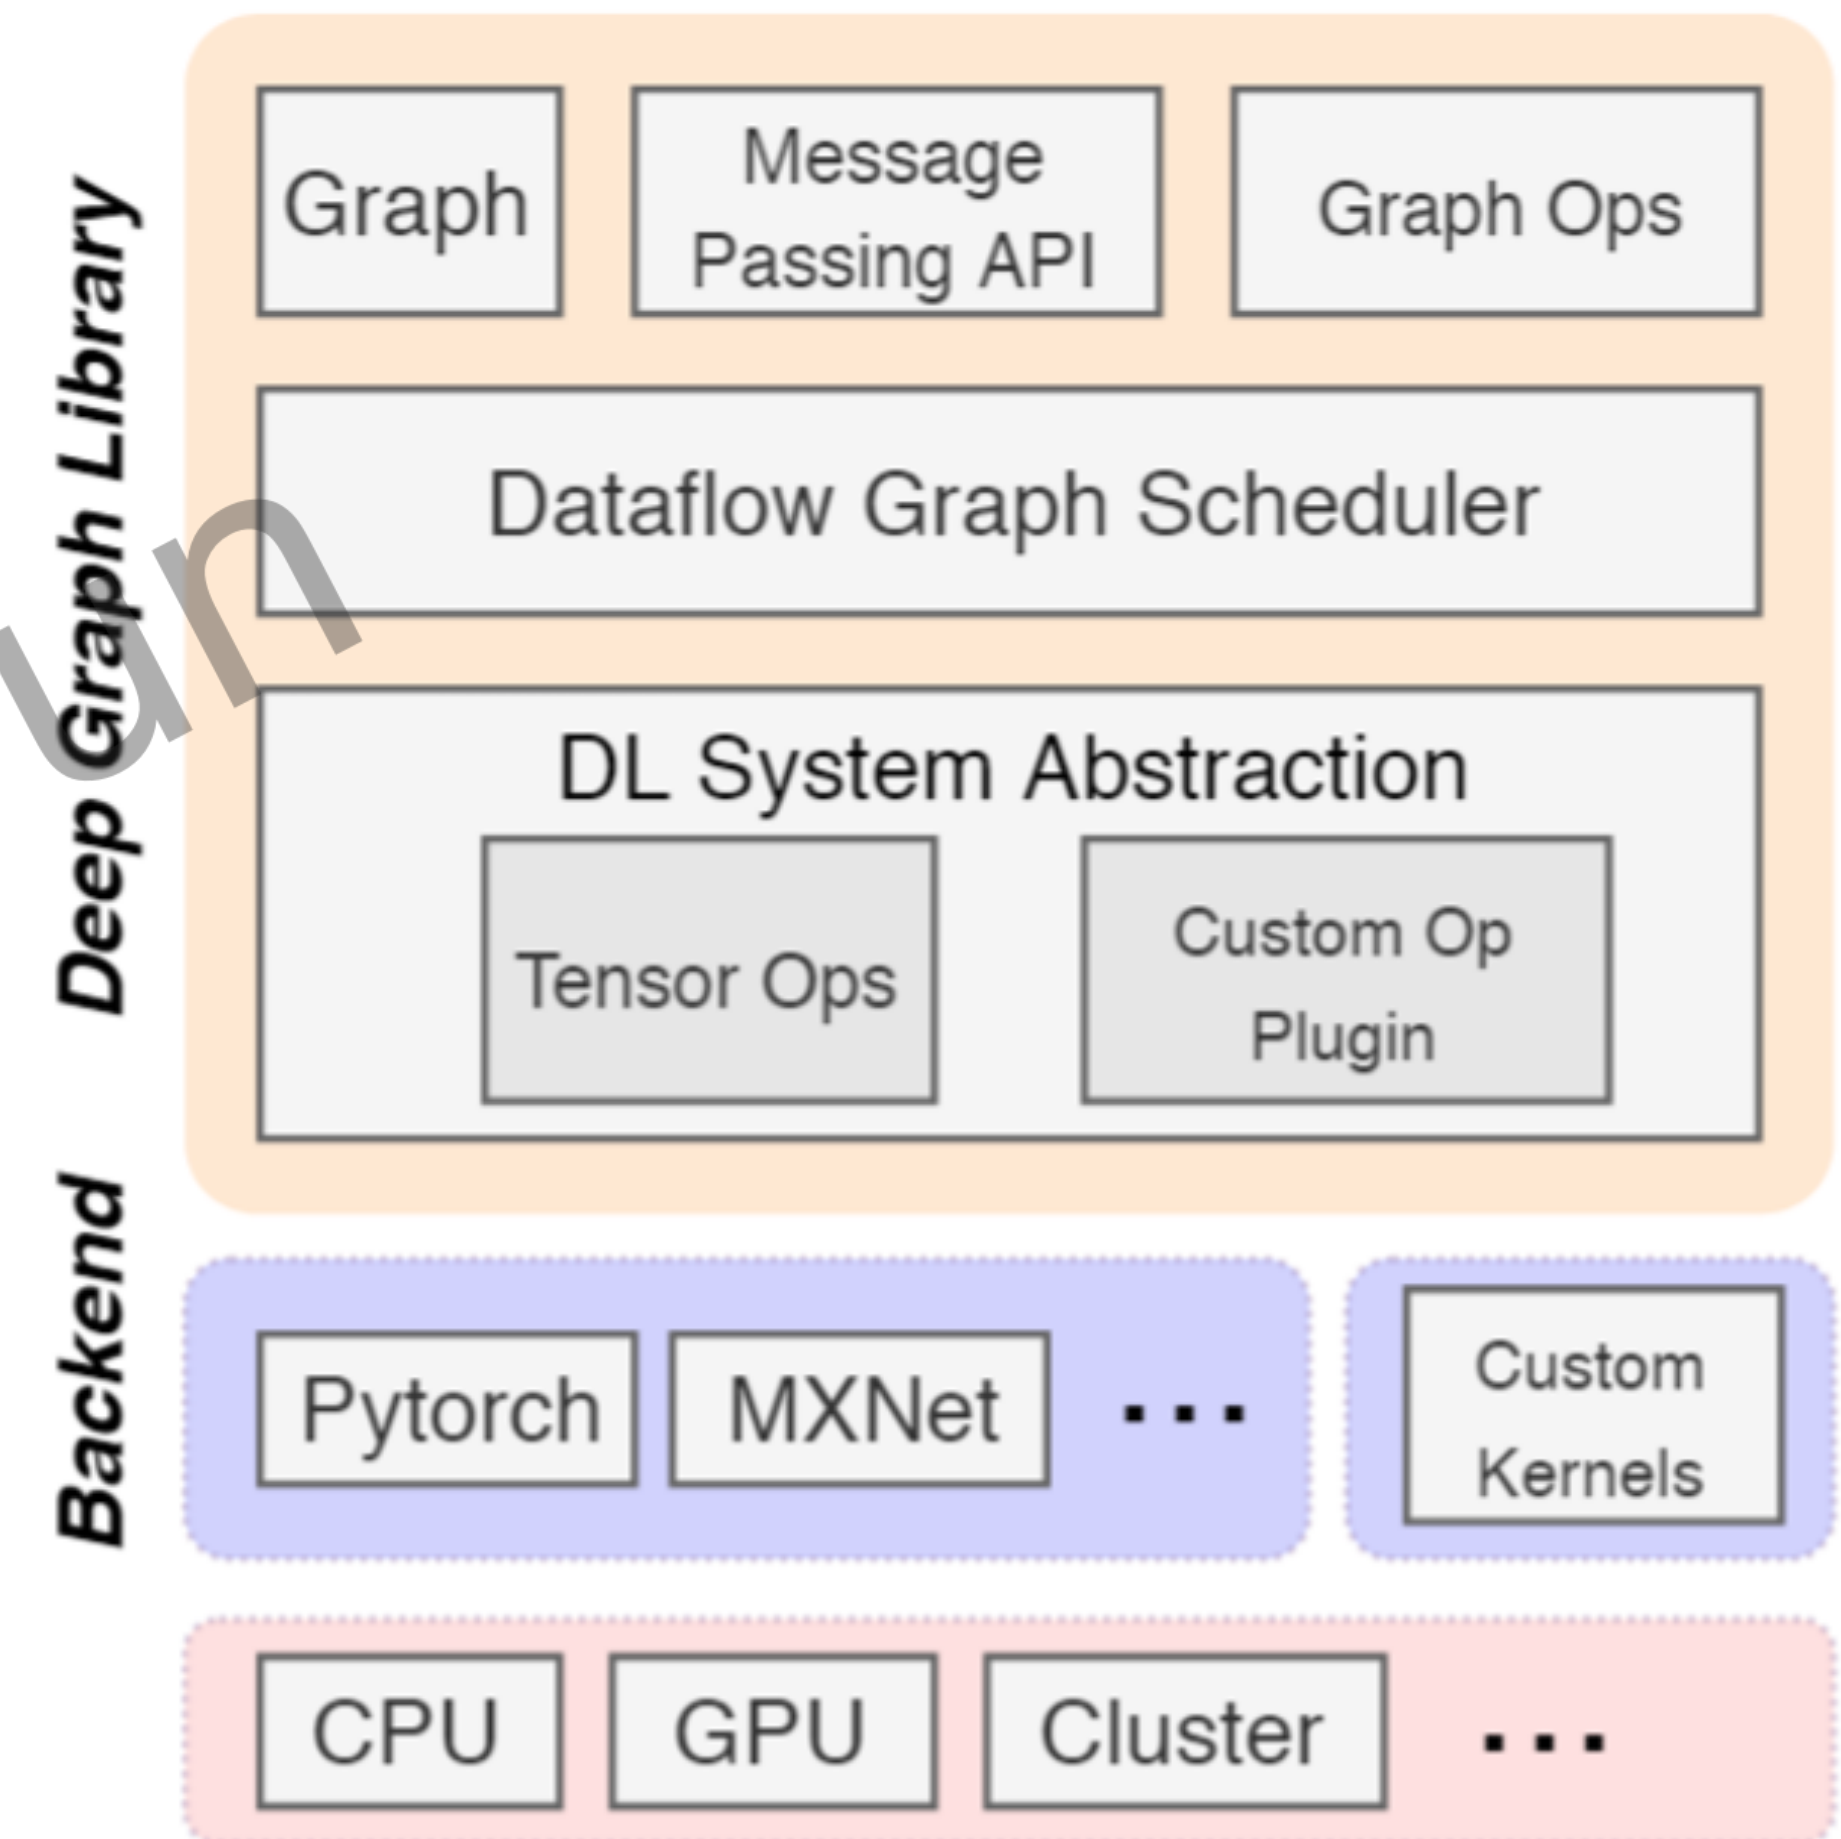 Deep Graph Library
Graph
Message
Passing API
Graph Ops
Dataflow Graph Scheduler
DL System Abstraction
Tensor Ops
Custom Op
Plugin
Backend
Pytorch
MXNet
...
Custom
Kernels
CPU
GPU
Cluster
...
un